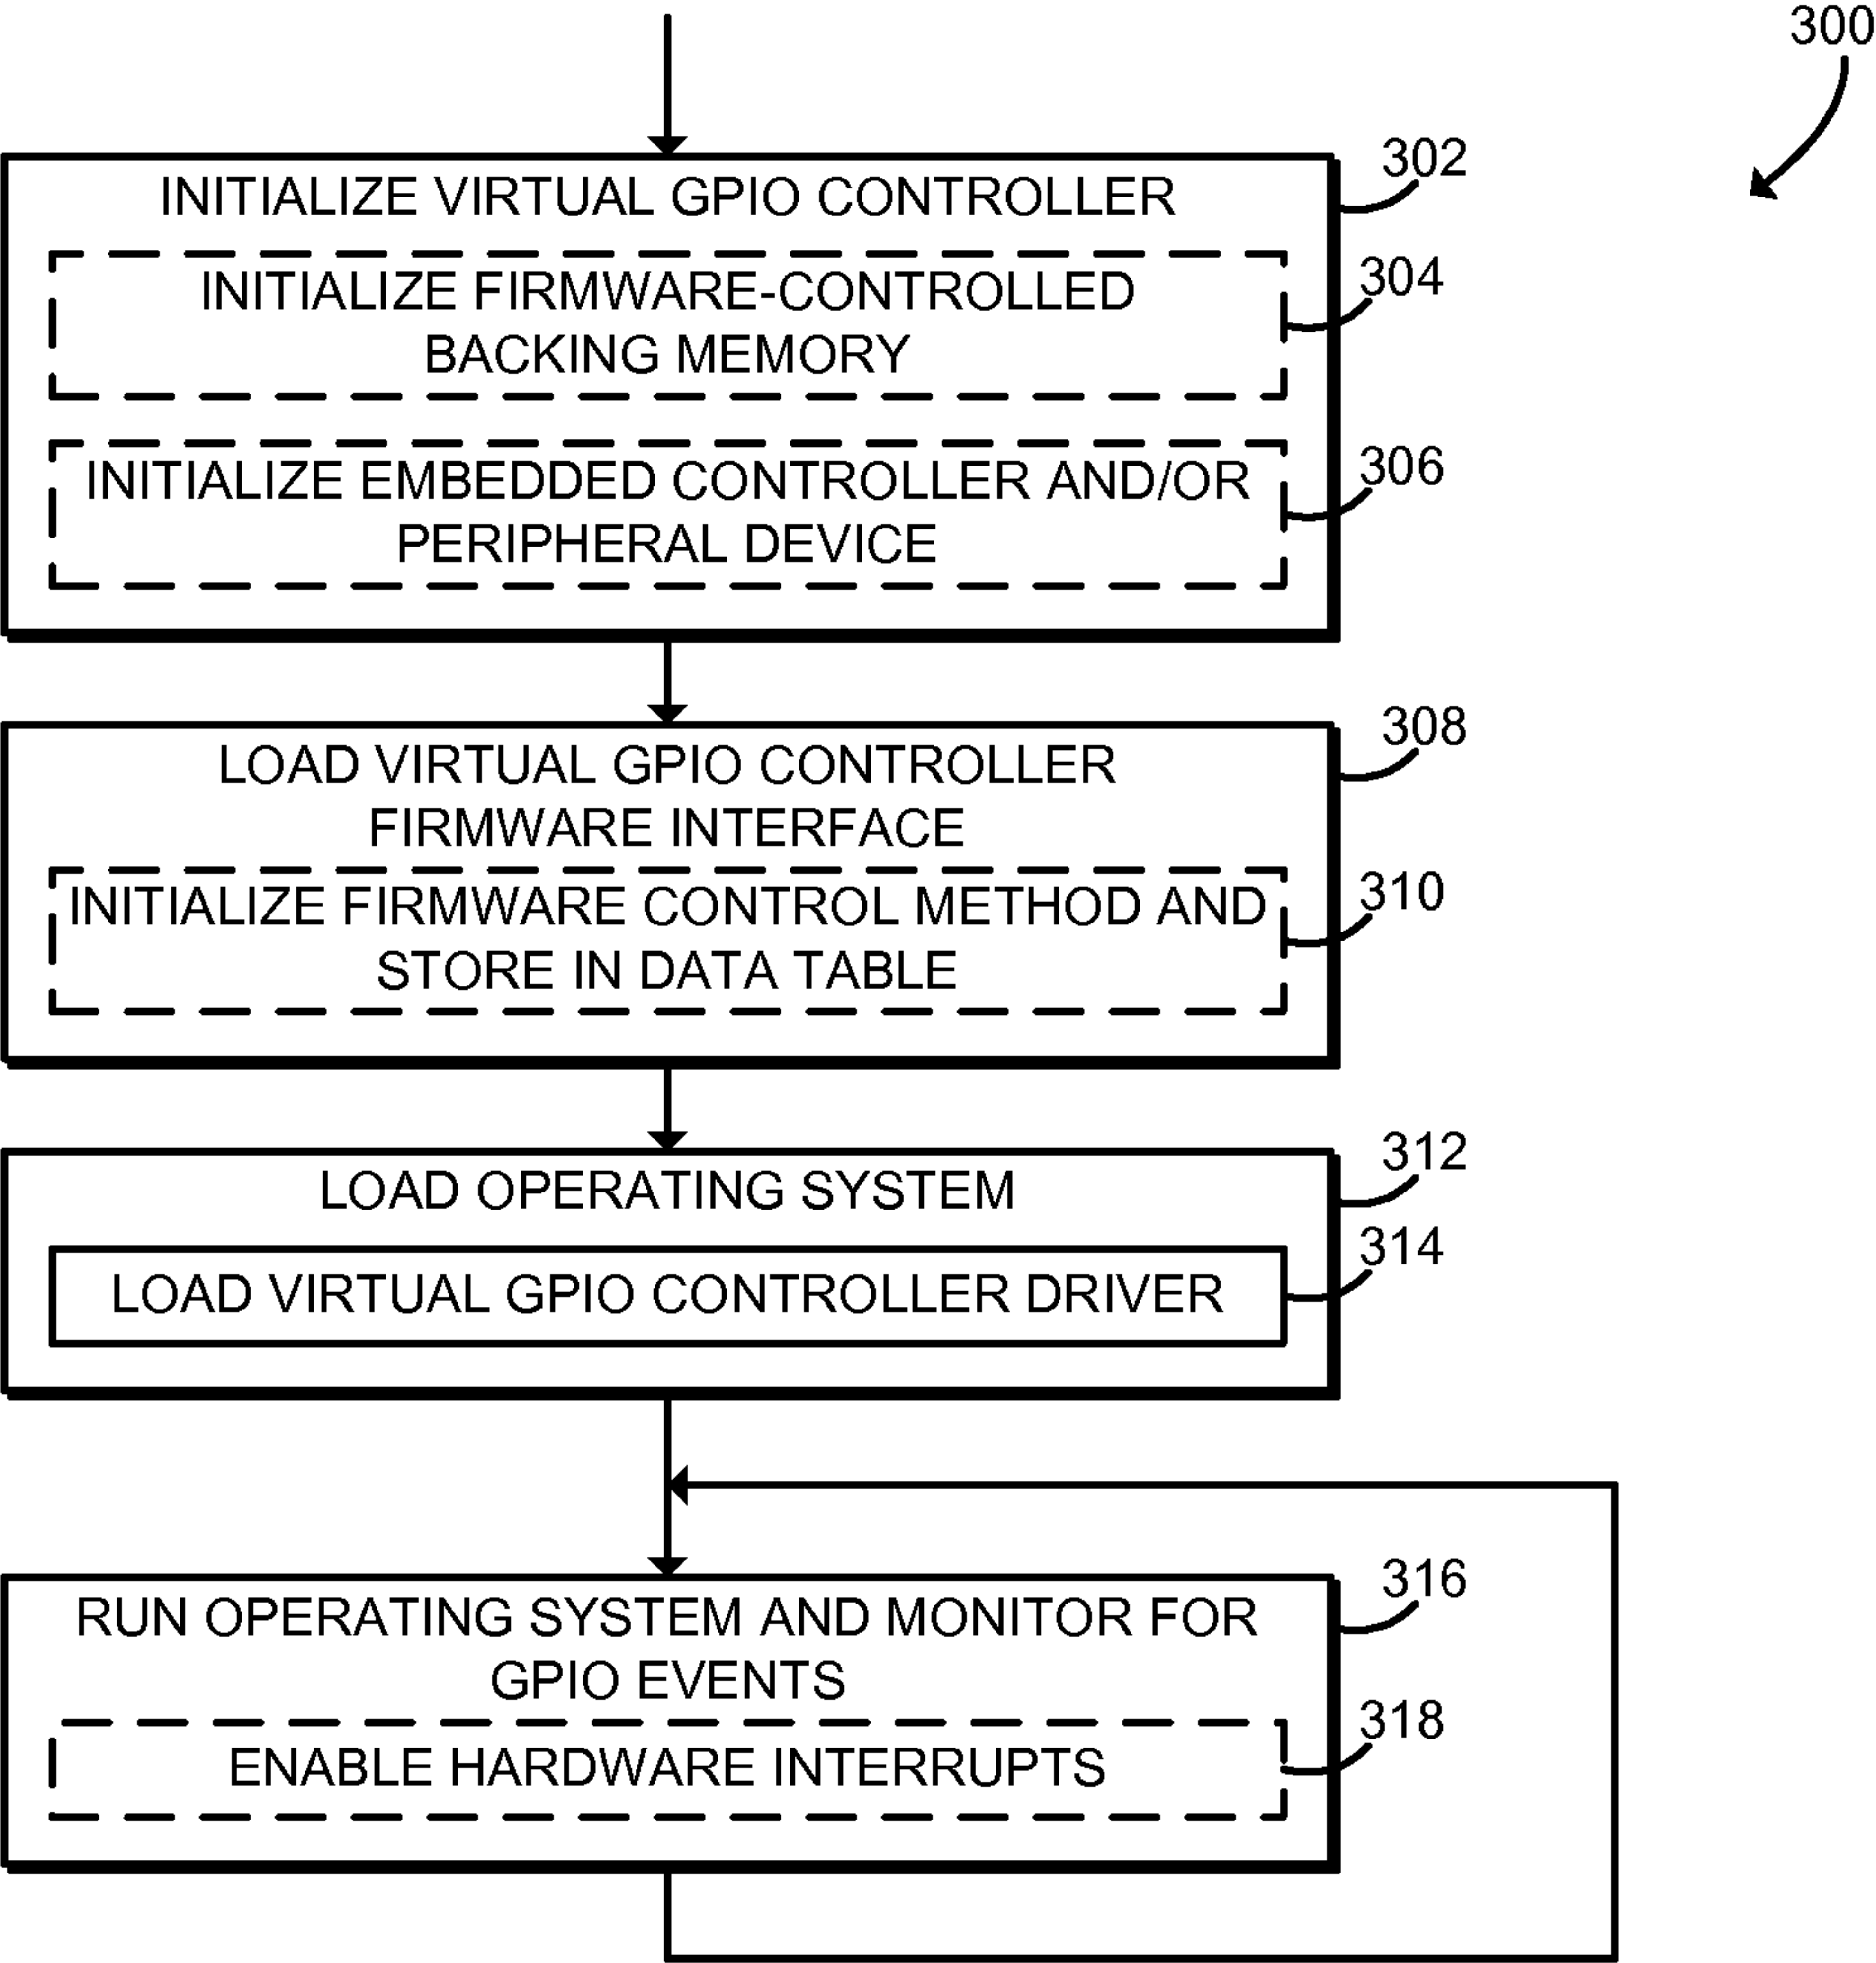 300
INITIALIZE VIRTUAL GPIO CONTROLLER
302
INITIALIZE FIRMWARE-CONTROLLED
BACKING MEMORY
304
INITIALIZE EMBEDDED CONTROLLER AND/OR
PERIPHERAL DEVICE
306
LOAD VIRTUAL GPIO CONTROLLER
FIRMWARE INTERFACE
308
INITIALIZE FIRMWARE CONTROL METHOD AND
STORE IN DATA TABLE
310
LOAD OPERATING SYSTEM
312
LOAD VIRTUAL GPIO CONTROLLER DRIVER
314
RUN OPERATING SYSTEM AND MONITOR FOR
GPIO EVENTS
316
ENABLE HARDWARE INTERRUPTS
318